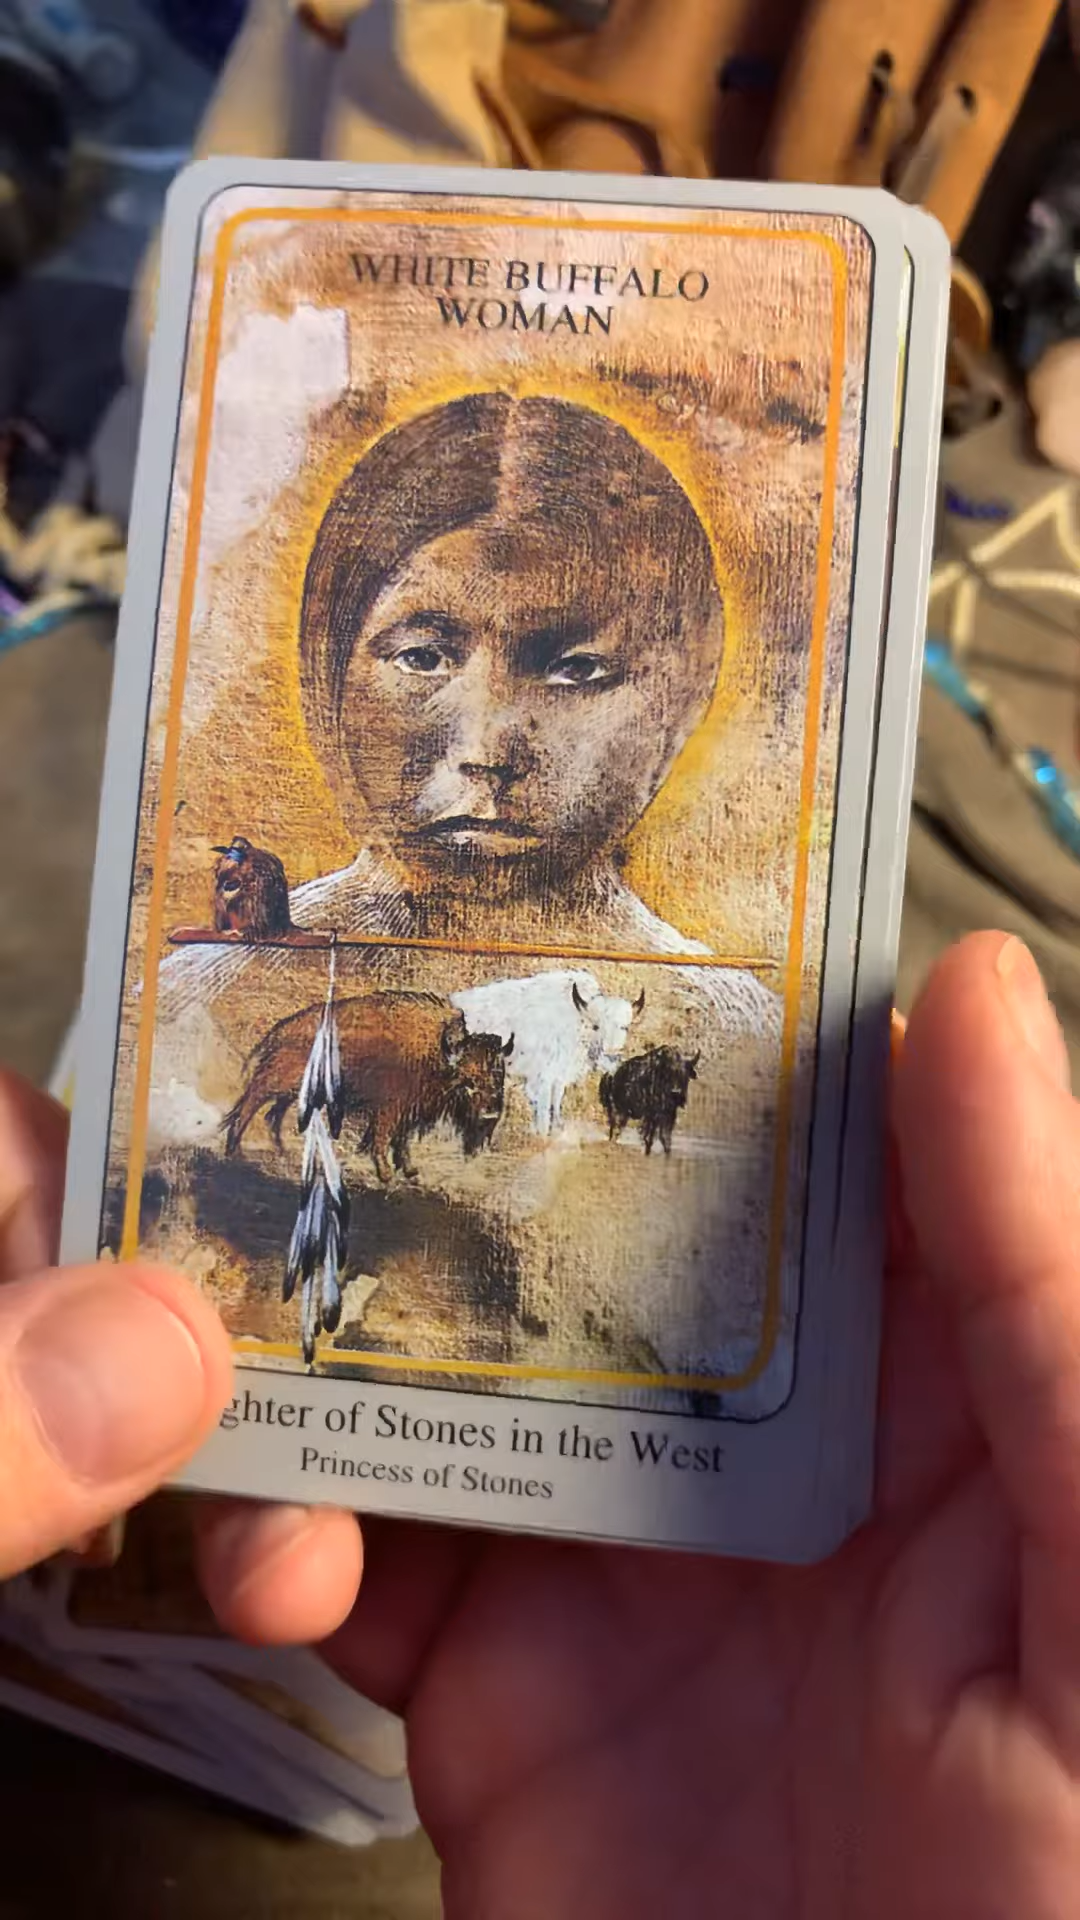 WHITE BUFFALO
WOMAN
ghter of Stones in the West
Princess of Stones